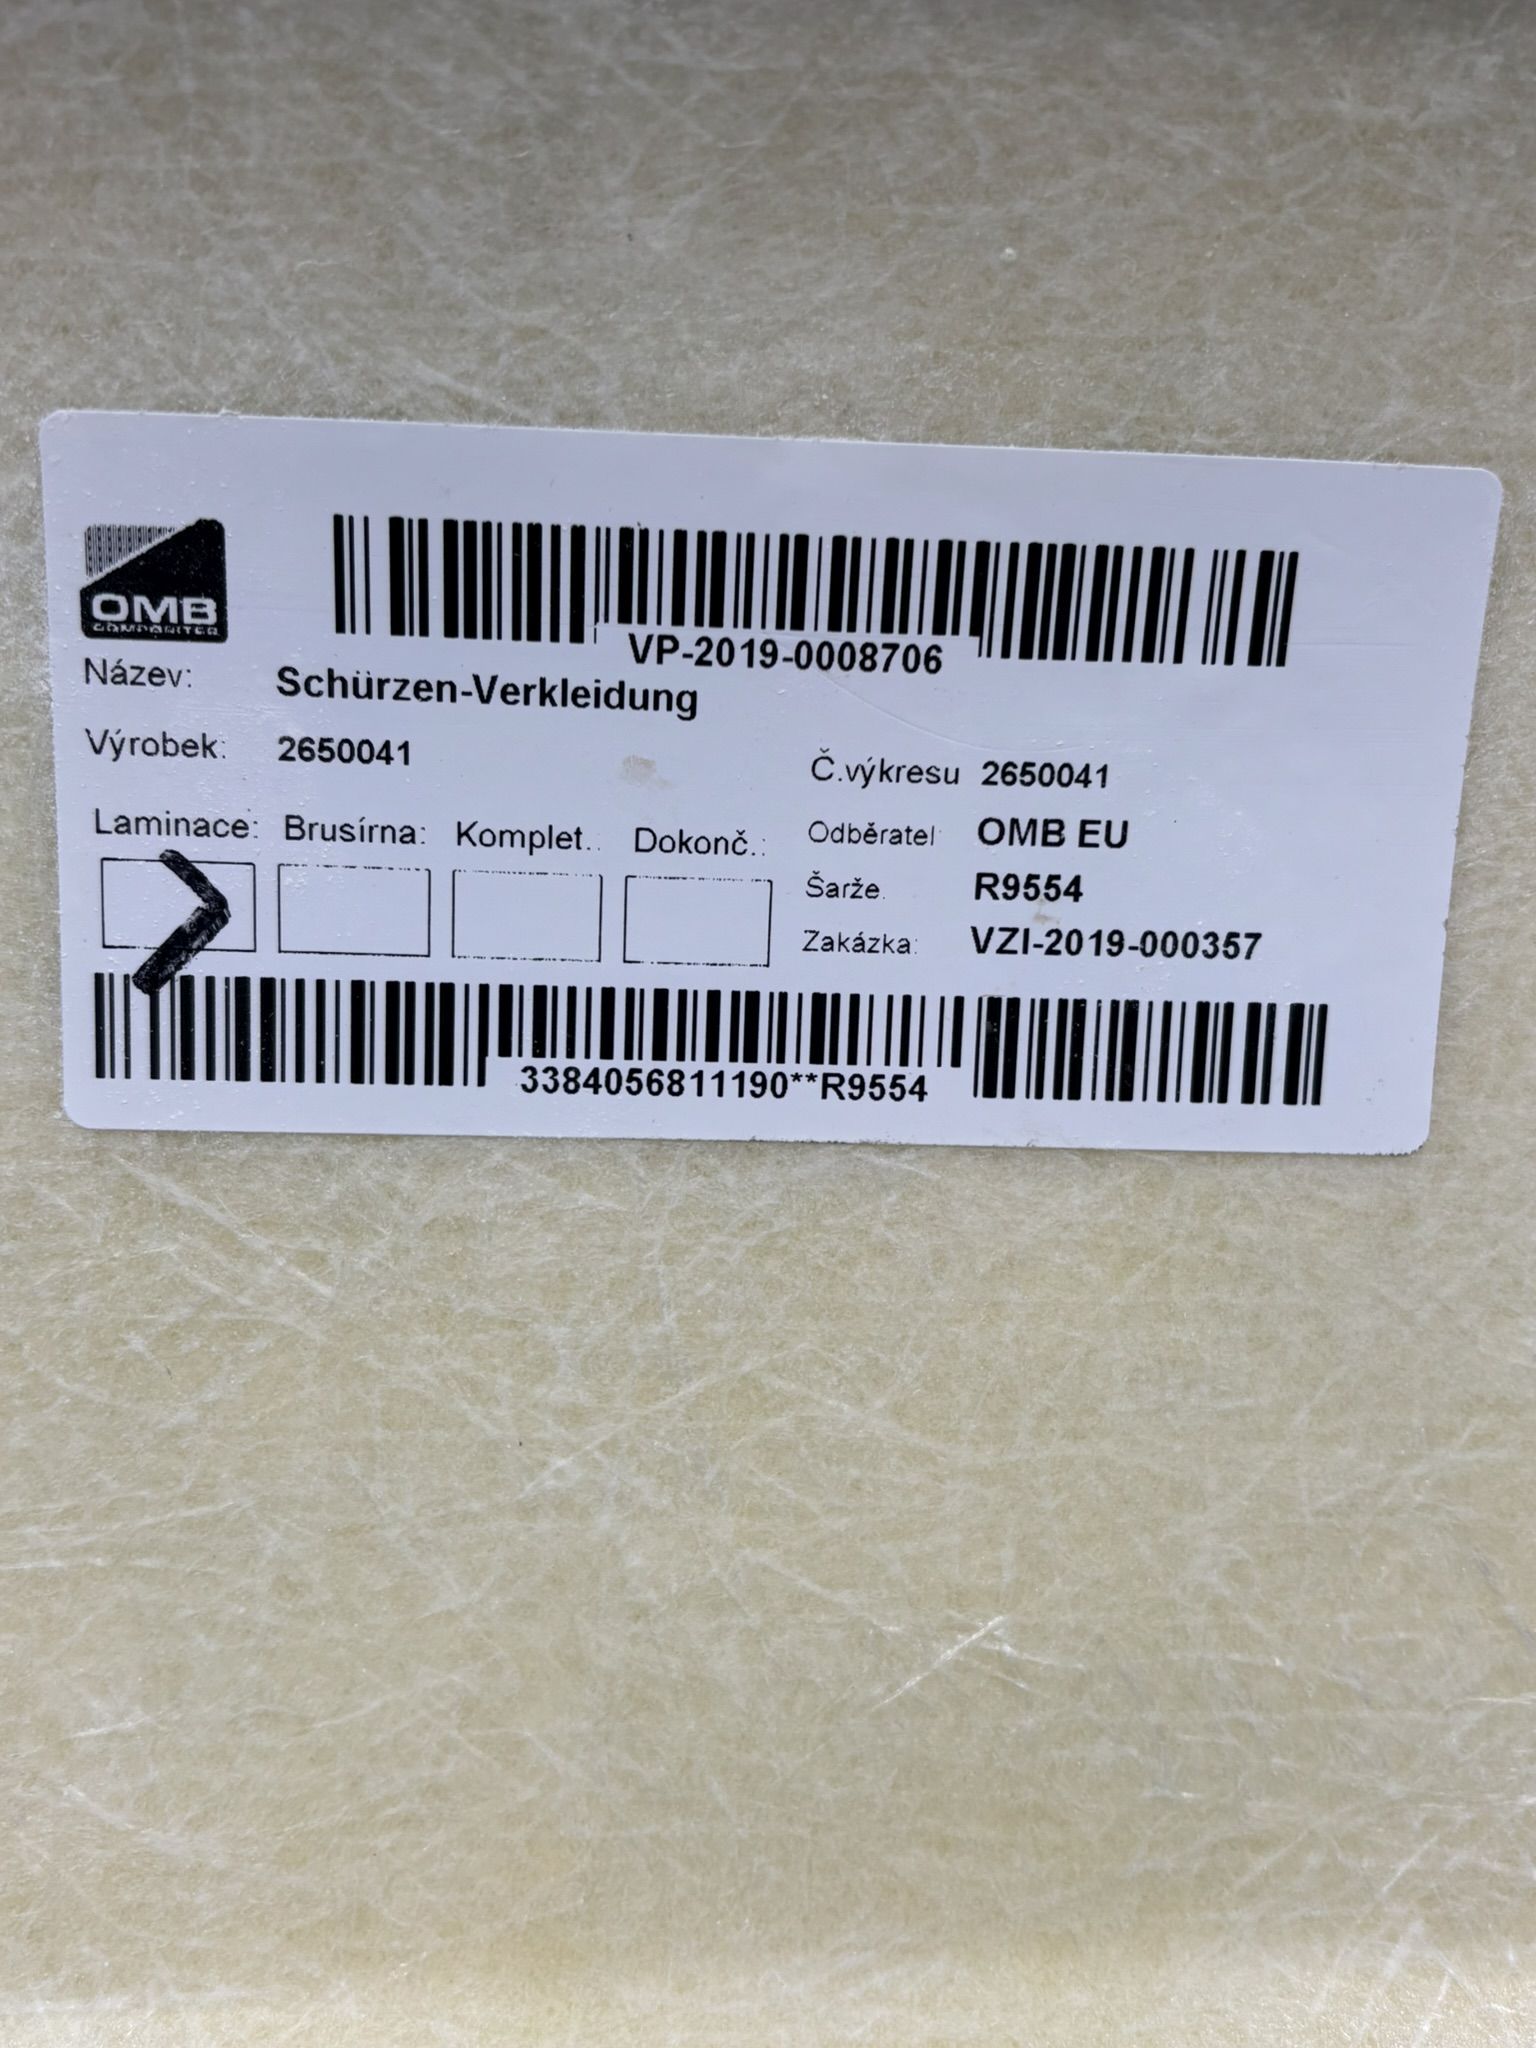 OMB
COMPOSITES
VP-2019-0008706
Název: Schürzen-Verkleidung
Výrobek: 2650041
Č.výkresu 2650041
Laminace: Brusírna: Komplet.: Dokonč.:
Odběratel: OMB EU
Šarže: R9554
Zakázka: VZI-2019-000357
3384056811190**R9554